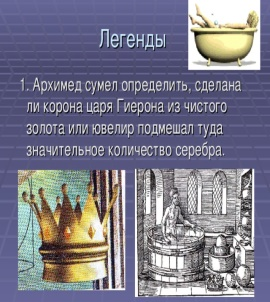 Легенды
1. Архимед сумел определить, сделана
ли корона царя Гиерона из чистого
золота или ювелир подмешал туда
значительное количество серебра.